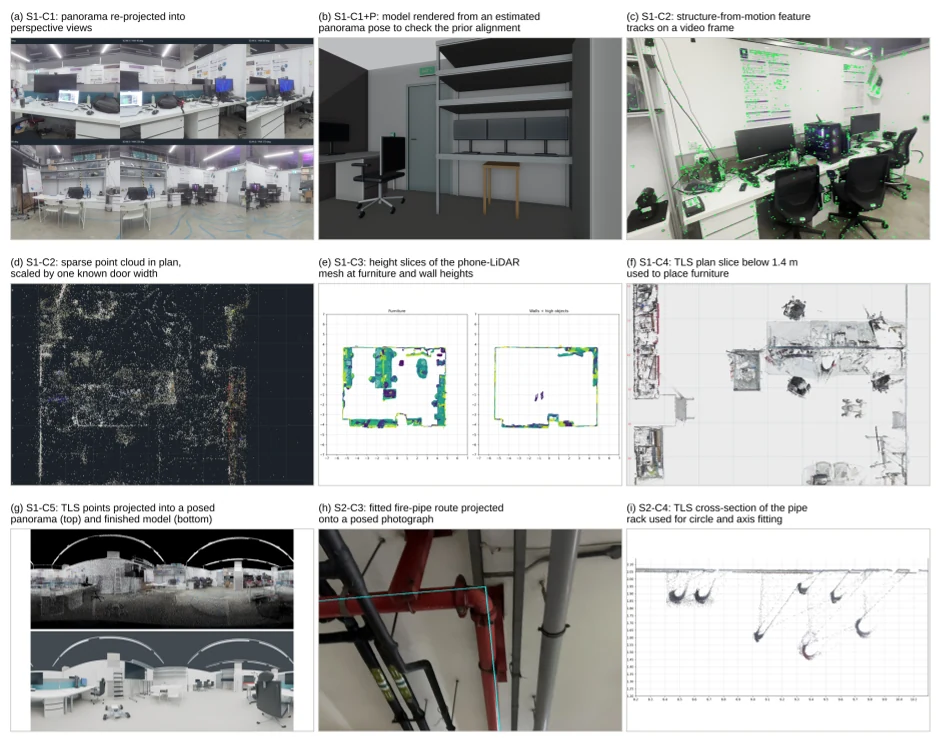 (a) S1-C1: panorama re-projected into
perspective views
(b) S1-C1+P: model rendered from an estimated
panorama pose to check the prior alignment
(c) S1-C2: structure-from-motion feature
tracks on a video frame
(d) S1-C2: sparse point cloud in plan,
scaled by one known door width
(e) S1-C3: height slices of the phone-LiDAR
mesh at furniture and wall heights
(f) S1-C4: TLS plan slice below 1.4 m
used to place furniture
Furniture
Walls + high objects
(g) S1-C5: TLS points projected into a posed
panorama (top) and finished model (bottom)
(h) S2-C3: fitted fire-pipe route projected
onto a posed photograph
(i) S2-C4: TLS cross-section of the pipe
rack used for circle and axis fitting